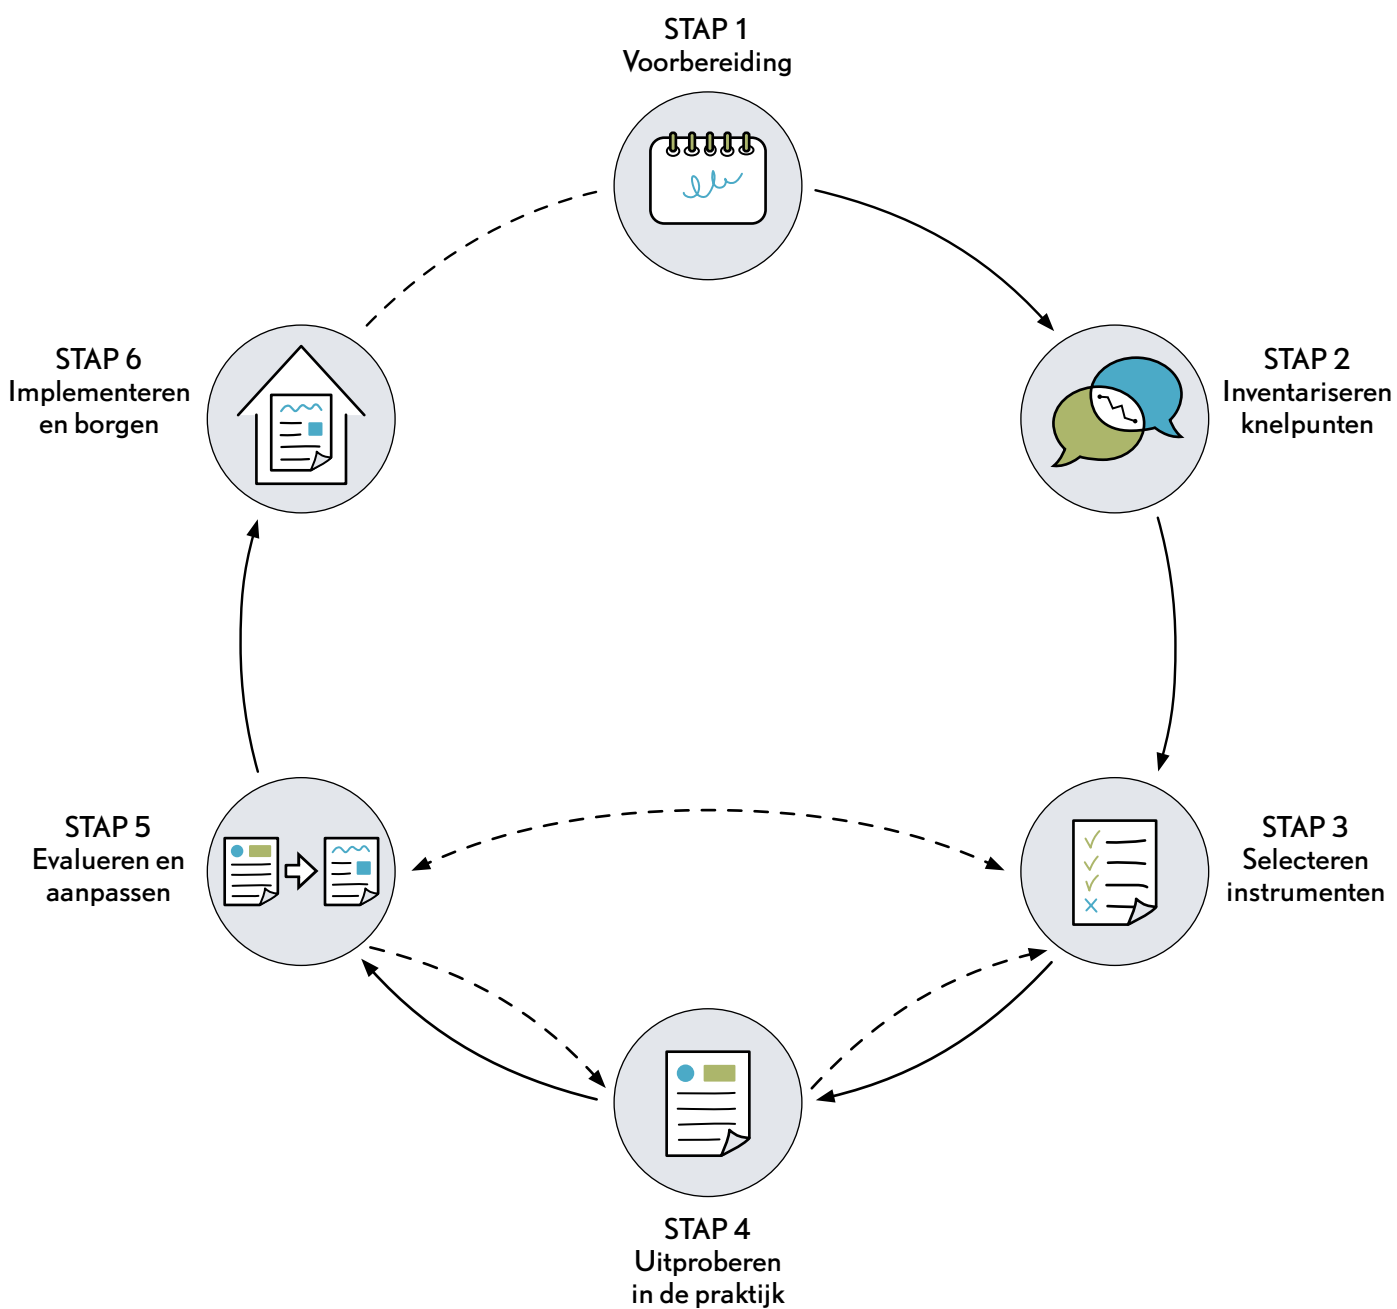 STAP 1
Voorbereiding
STAP 2
Inventariseren
knelpunten
STAP 3
Selecteren
instrumenten
STAP 4
Uitproberen
in de praktijk
STAP 5
Evalueren en
aanpassen
STAP 6
Implementeren
en borgen